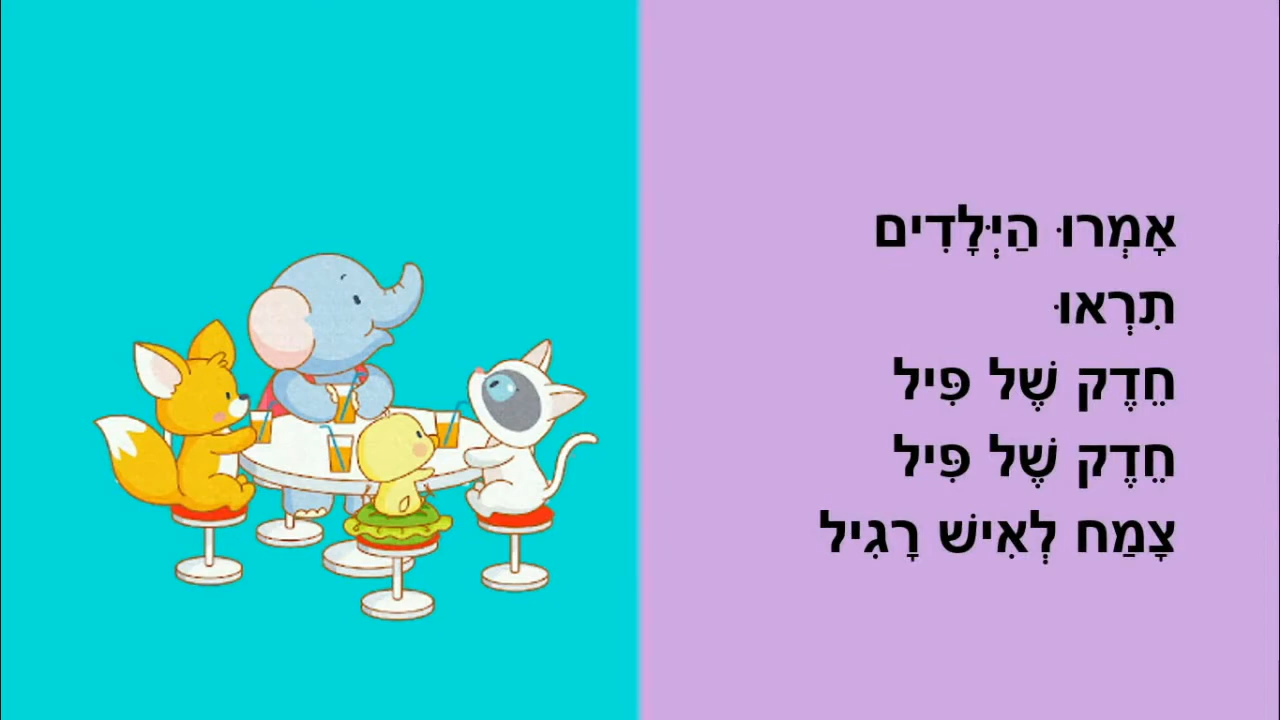 אָמְרוּ הַיְּלָדִים
תִרְאוּ
חֵדֶק שֶׁל פִּיל
חֵדֶק שֶׁל פִּיל
צָמַח לְאִישׁ רָגִיל